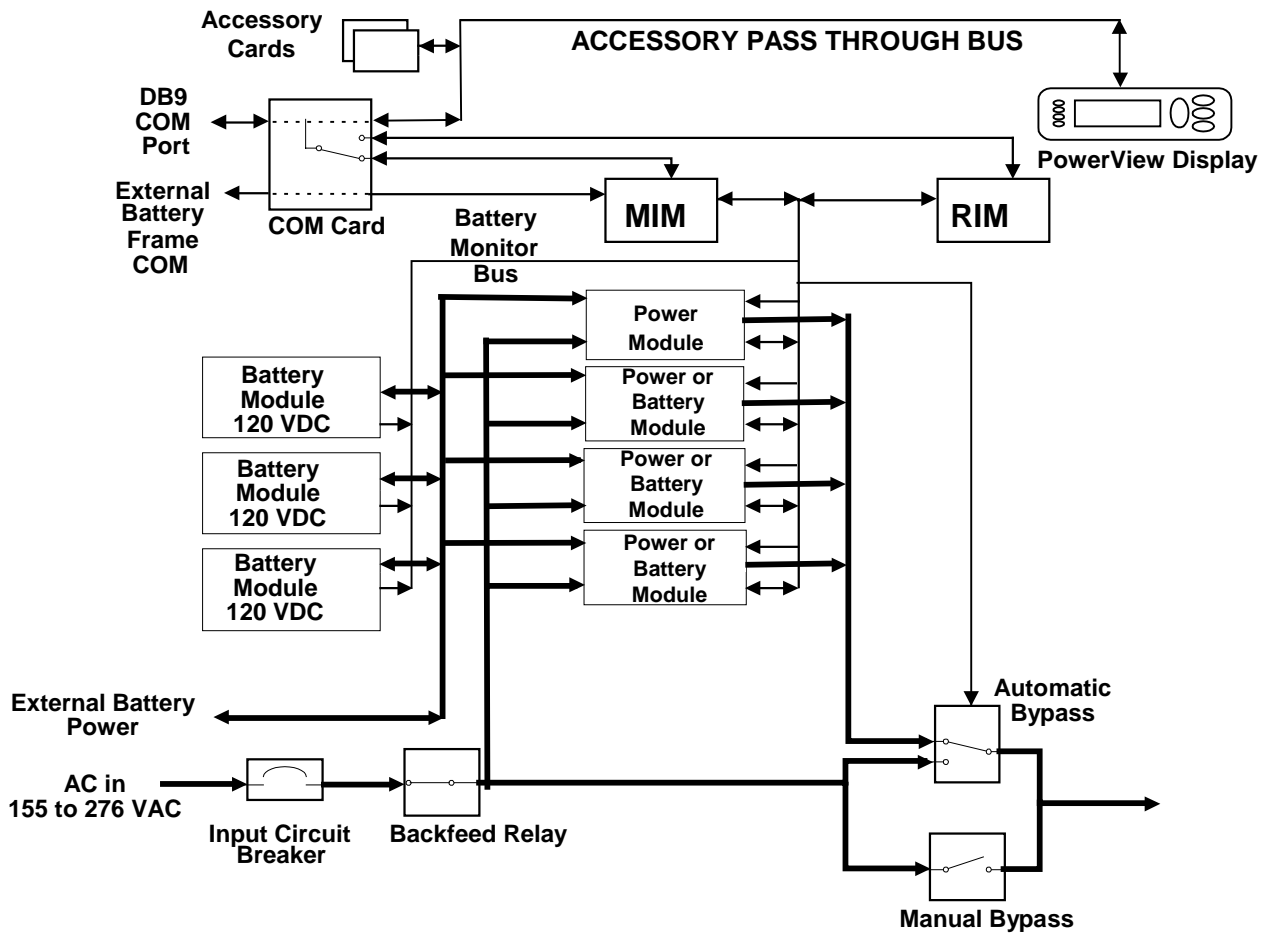 Accessory
Cards
ACCESSORY PASS THROUGH BUS
DB9
COM
Port
PowerView Display
External
Battery
Frame
COM
COM Card
Battery
Monitor
Bus
MIM
RIM
Power
Module
Battery
Module
120 VDC
Power or
Battery
Module
Battery
Module
120 VDC
Power or
Battery
Module
Battery
Module
120 VDC
Power or
Battery
Module
External Battery
Power
Automatic
Bypass
AC in
155 to 276 VAC
Input Circuit
Breaker
Backfeed Relay
Manual Bypass